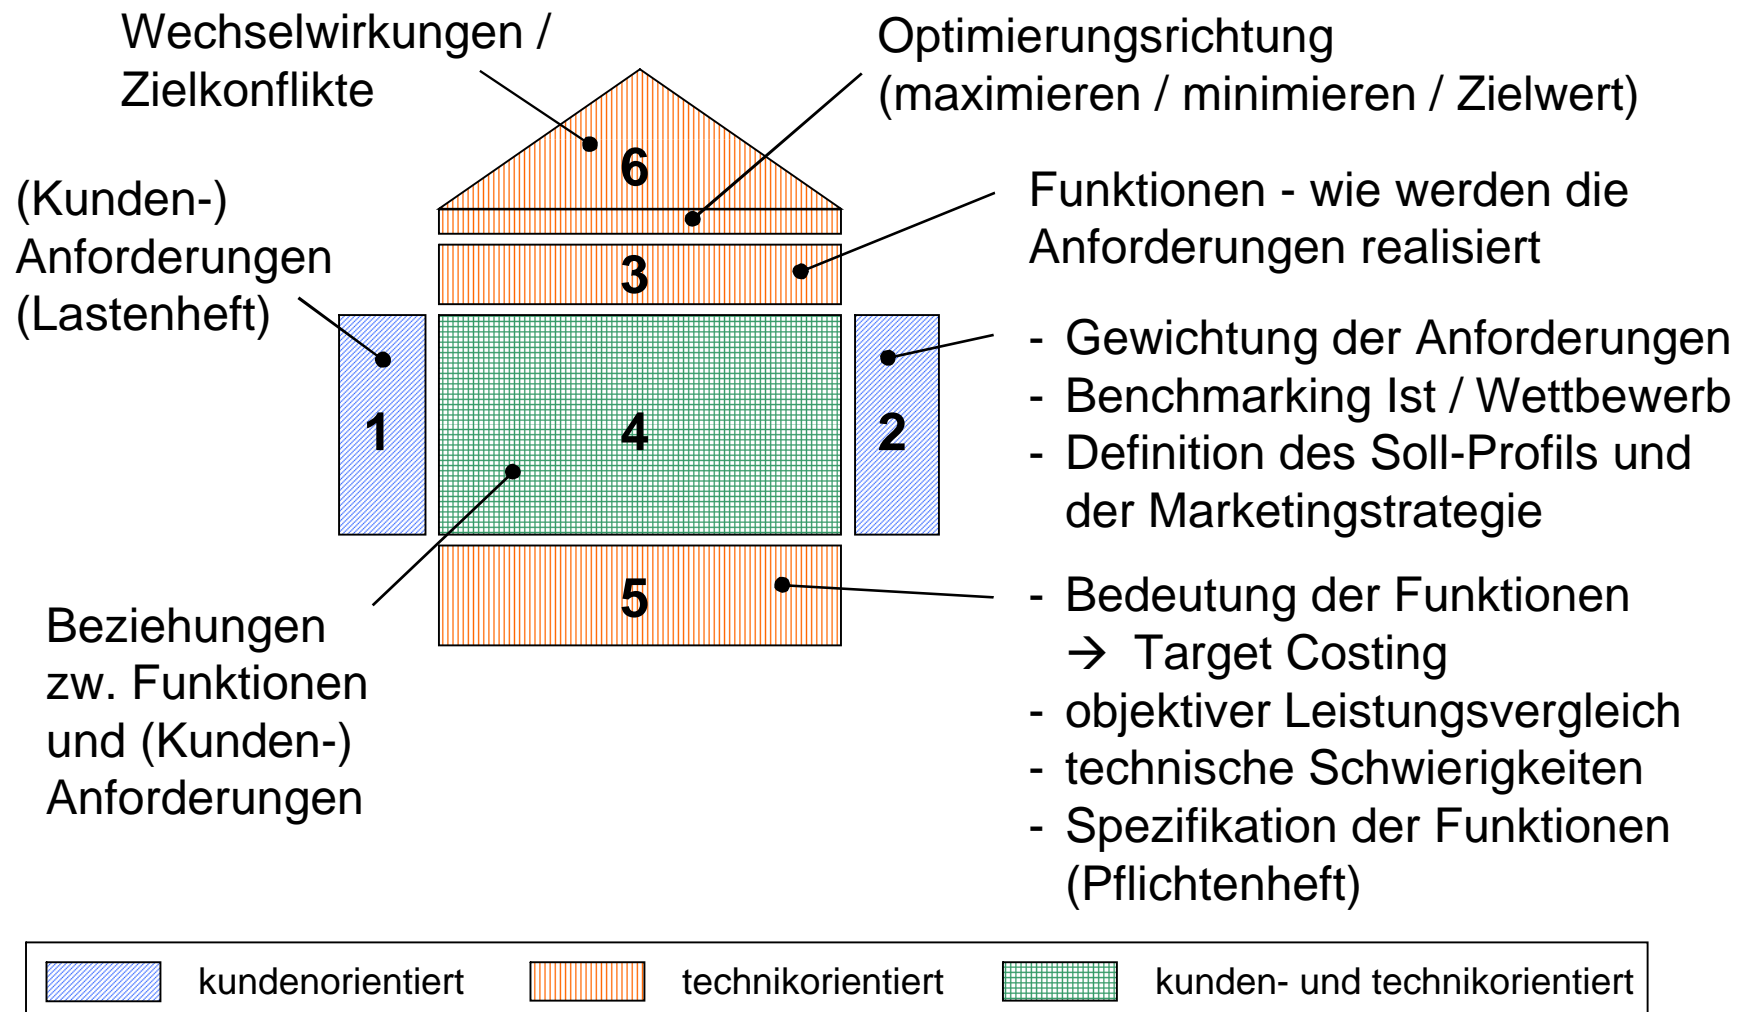 Wechselwirkungen /
Zielkonflikte
Optimierungsrichtung
(maximieren / minimieren / Zielwert)
(Kunden-)
Anforderungen
(Lastenheft)
Funktionen - wie werden die
Anforderungen realisiert
6
3
1
4
2
5
- Gewichtung der Anforderungen
- Benchmarking Ist / Wettbewerb
- Definition des Soll-Profils und
der Marketingstrategie
Beziehungen
zw. Funktionen
und (Kunden-)
Anforderungen
- Bedeutung der Funktionen
→ Target Costing
- objektiver Leistungsvergleich
- technische Schwierigkeiten
- Spezifikation der Funktionen
(Pflichtenheft)
kundenorientiert
technikorientiert
kunden- und technikorientiert